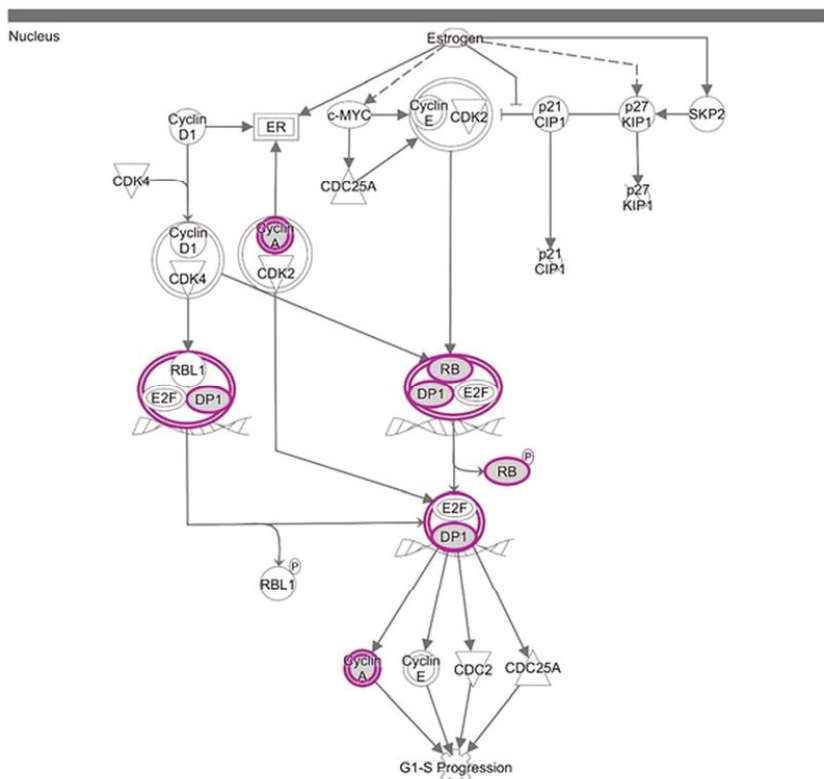 Nucleus
Estrogen
Cyclin
D1
ER
c-MYC
Cyclin
E
CDK2
p21
CIP1
p27
KIP1
SKP2
CDK4
CDC25A
p27
KIP1
Cyclin
D1
CDK4
Cyclin
A
CDK2
p21
CIP1
RBL1
E2F
DP1
RB
DP1
E2F
P
RB
E2F
DP1
P
RBL1
Cyclin
A
Cyclin
E
CDC2
CDC25A
G1-S Progression